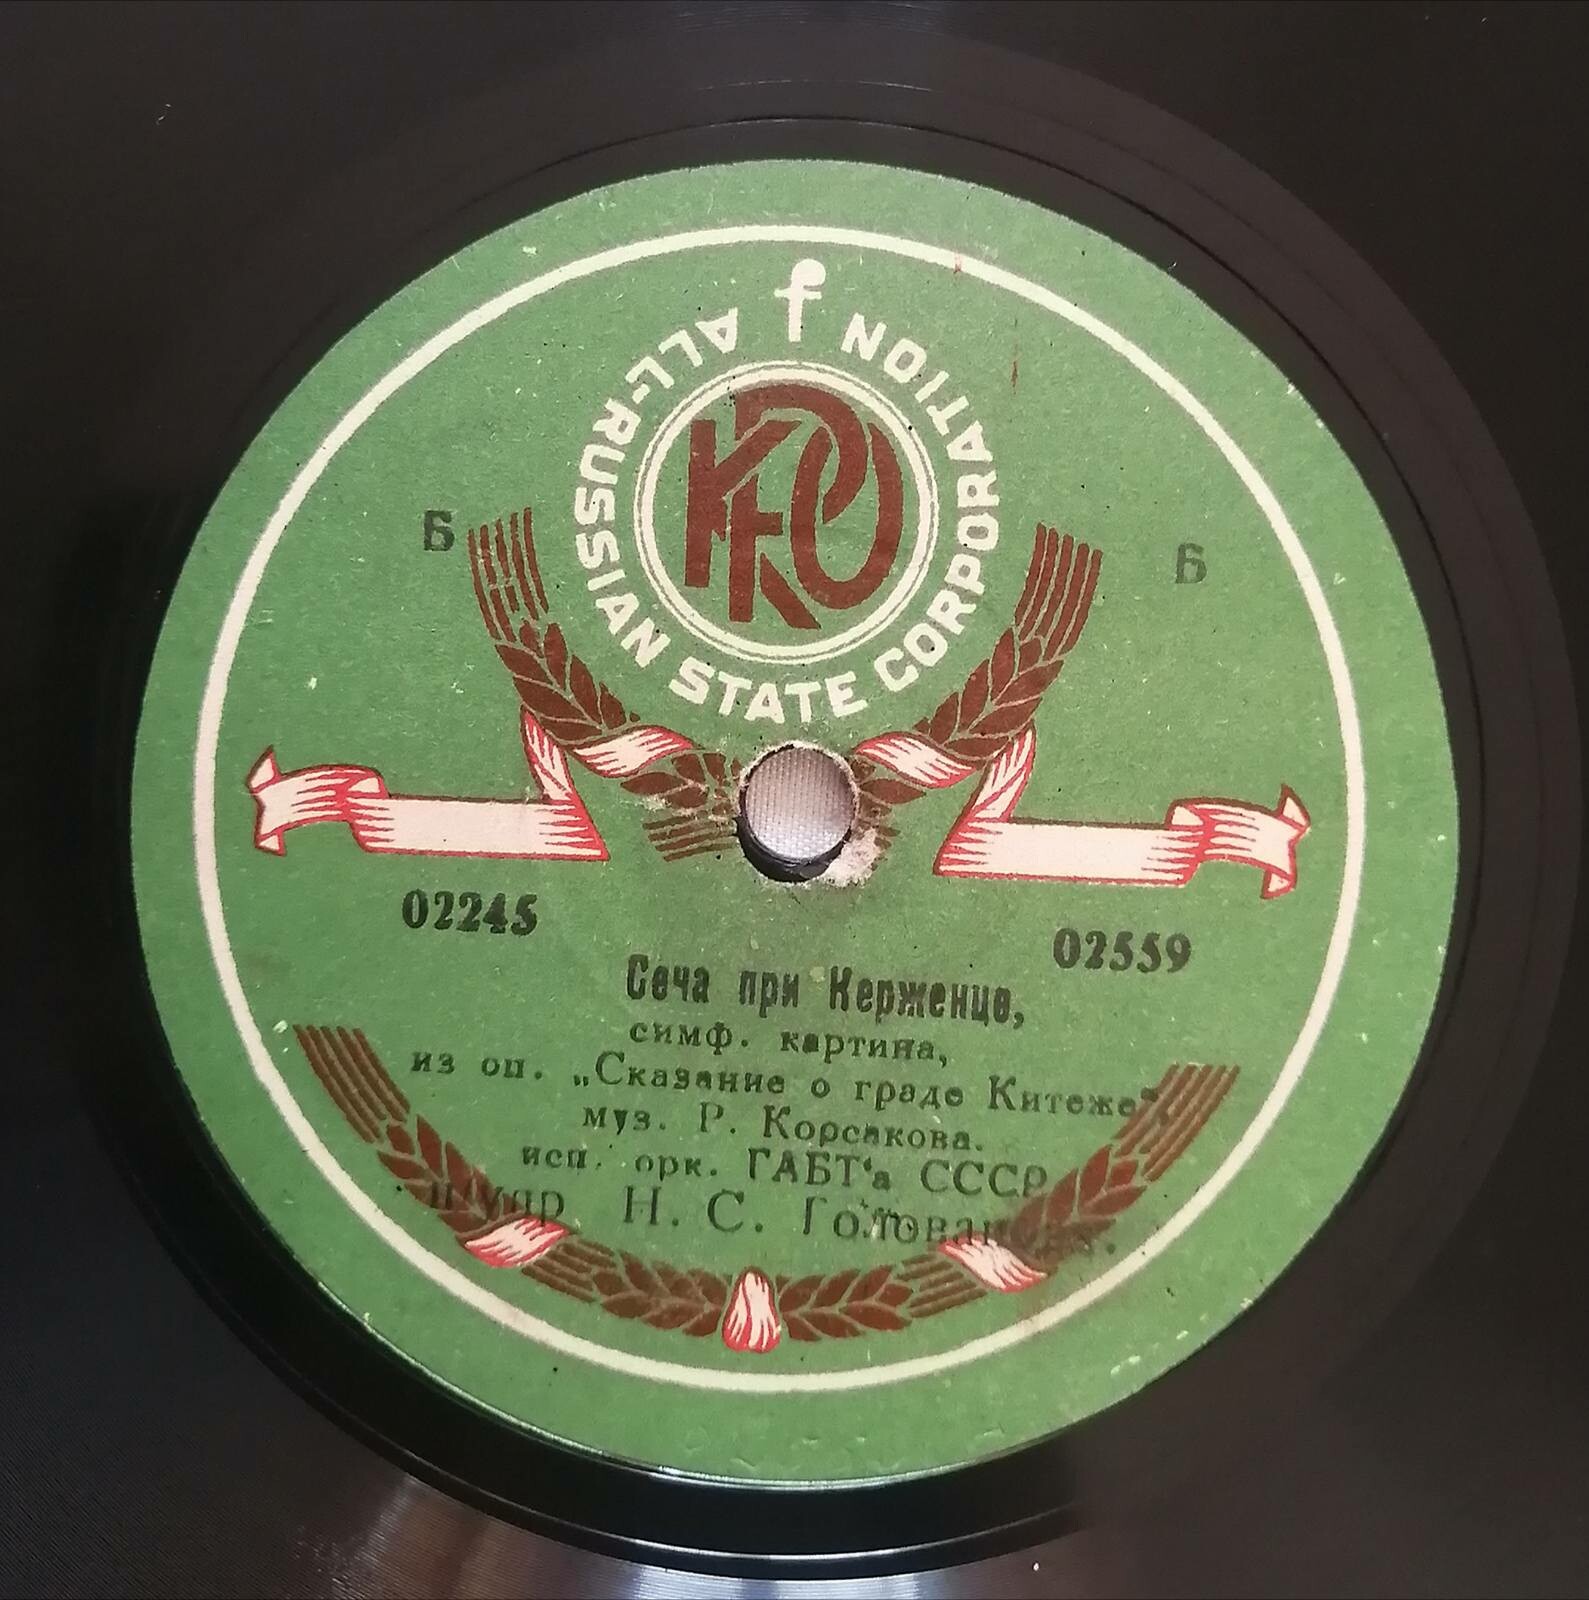 ALL-RUSSIAN STATE CORPORATION
Б Б
02245 02559
Сеча при Керженце,
симф. картина,
из оп. „Сказание о граде Китеже“,
муз. Р. Корсакова.
исп. орк. ГАБТ‘а СССР
Н. С. Голованова.